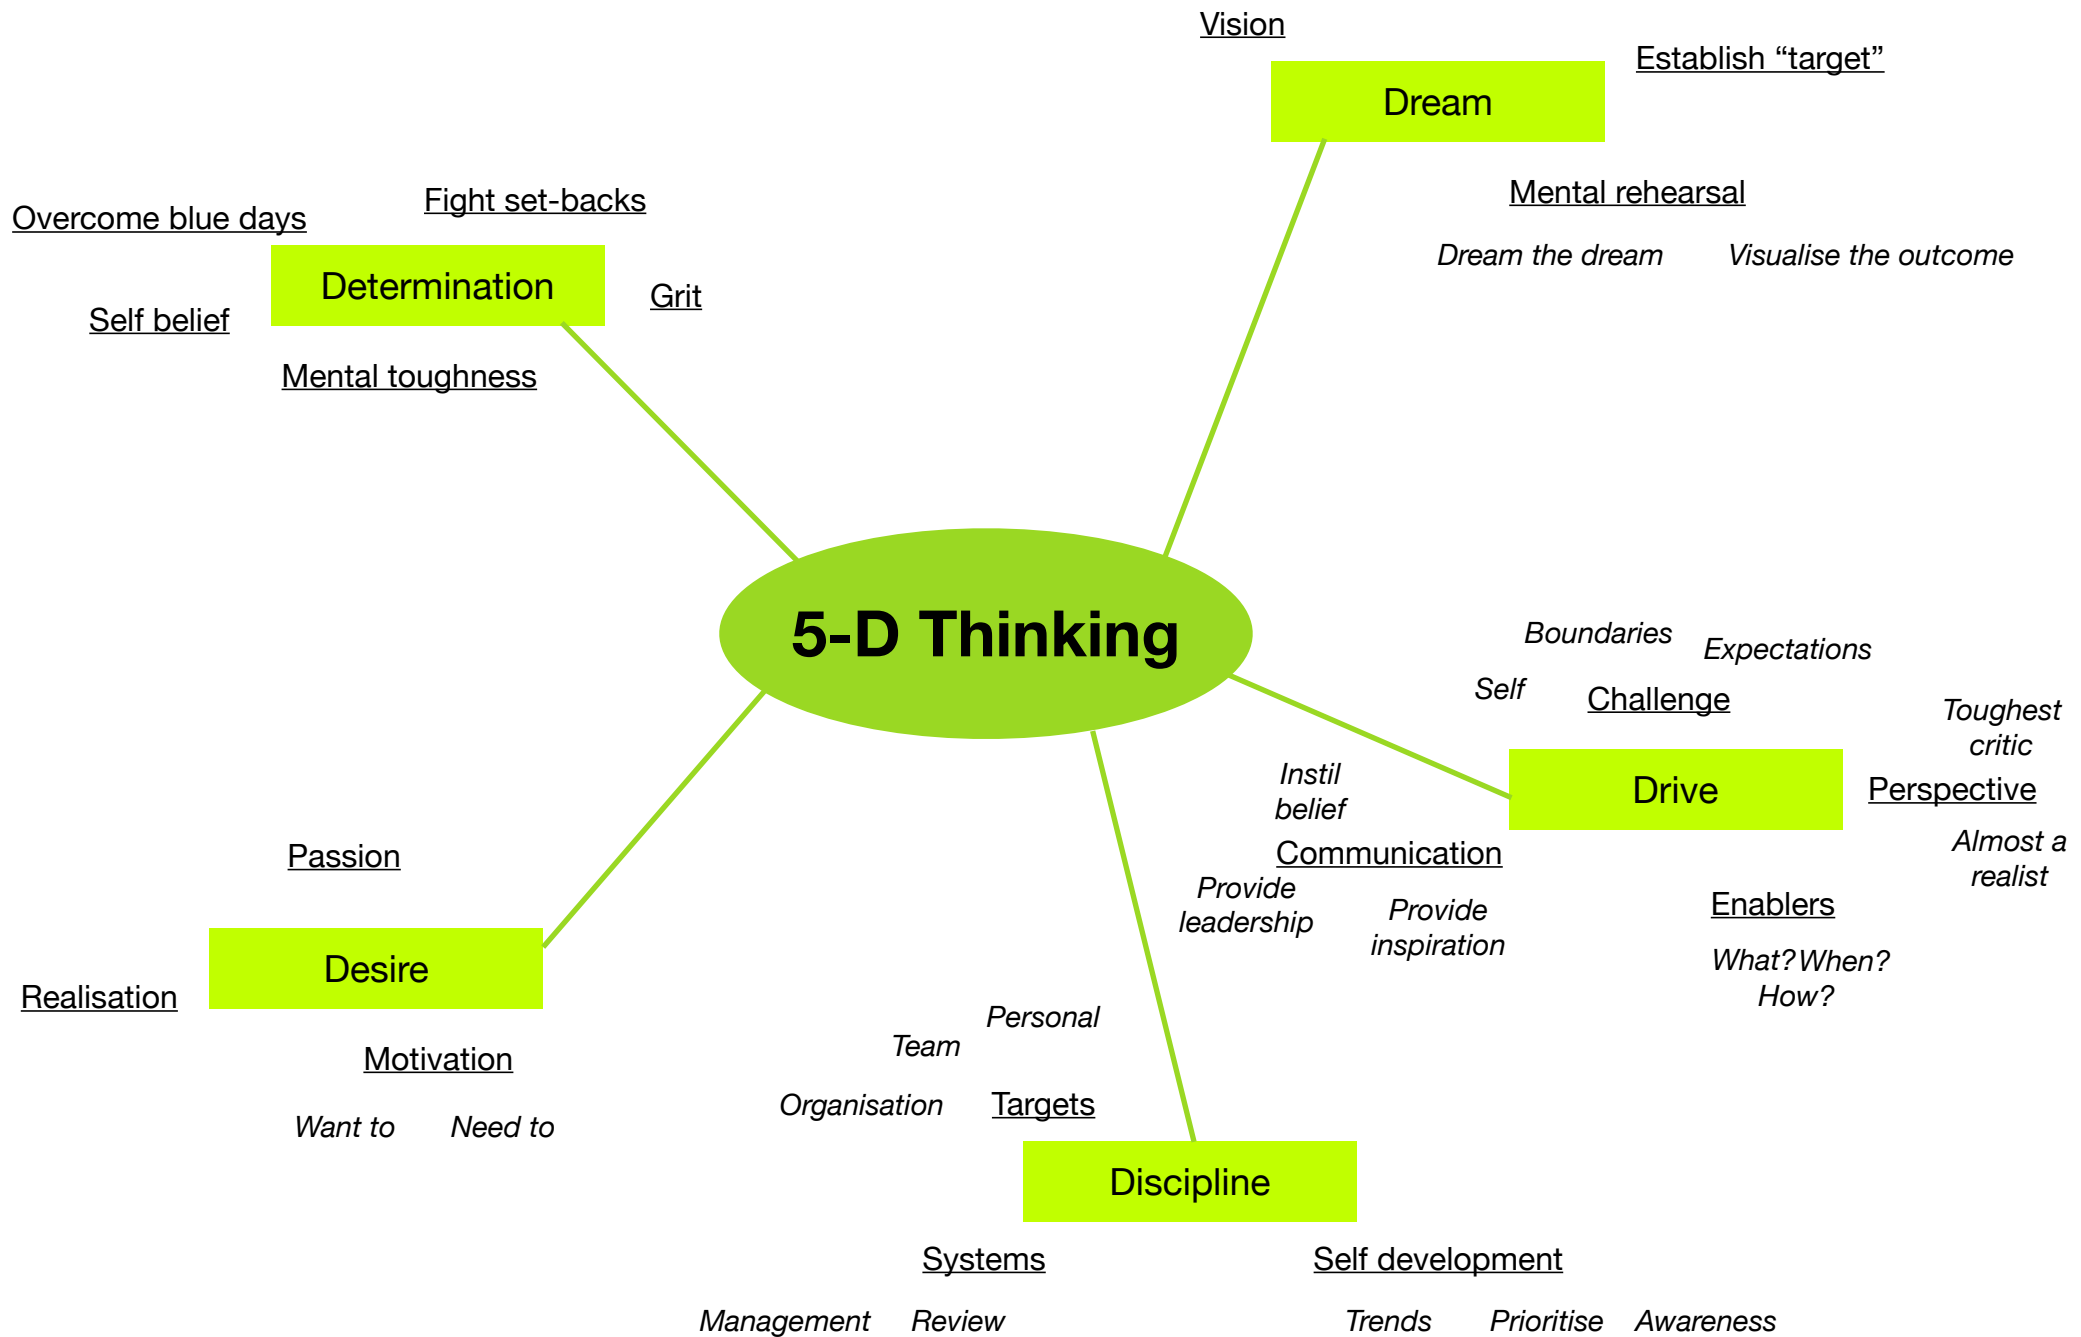 Vision
Establish “target”
Dream
Mental rehearsal
Dream the dream
Visualise the outcome
Overcome blue days
Fight set-backs
Determination
Grit
Self belief
Mental toughness
5-D Thinking
Boundaries
Expectations
Self
Challenge
Toughest
critic
Drive
Perspective
Almost a
realist
Instil
belief
Communication
Provide
leadership
Provide
inspiration
Enablers
What? When?
How?
Passion
Desire
Realisation
Motivation
Want to
Need to
Personal
Team
Organisation
Targets
Discipline
Systems
Management
Review
Self development
Trends
Prioritise
Awareness